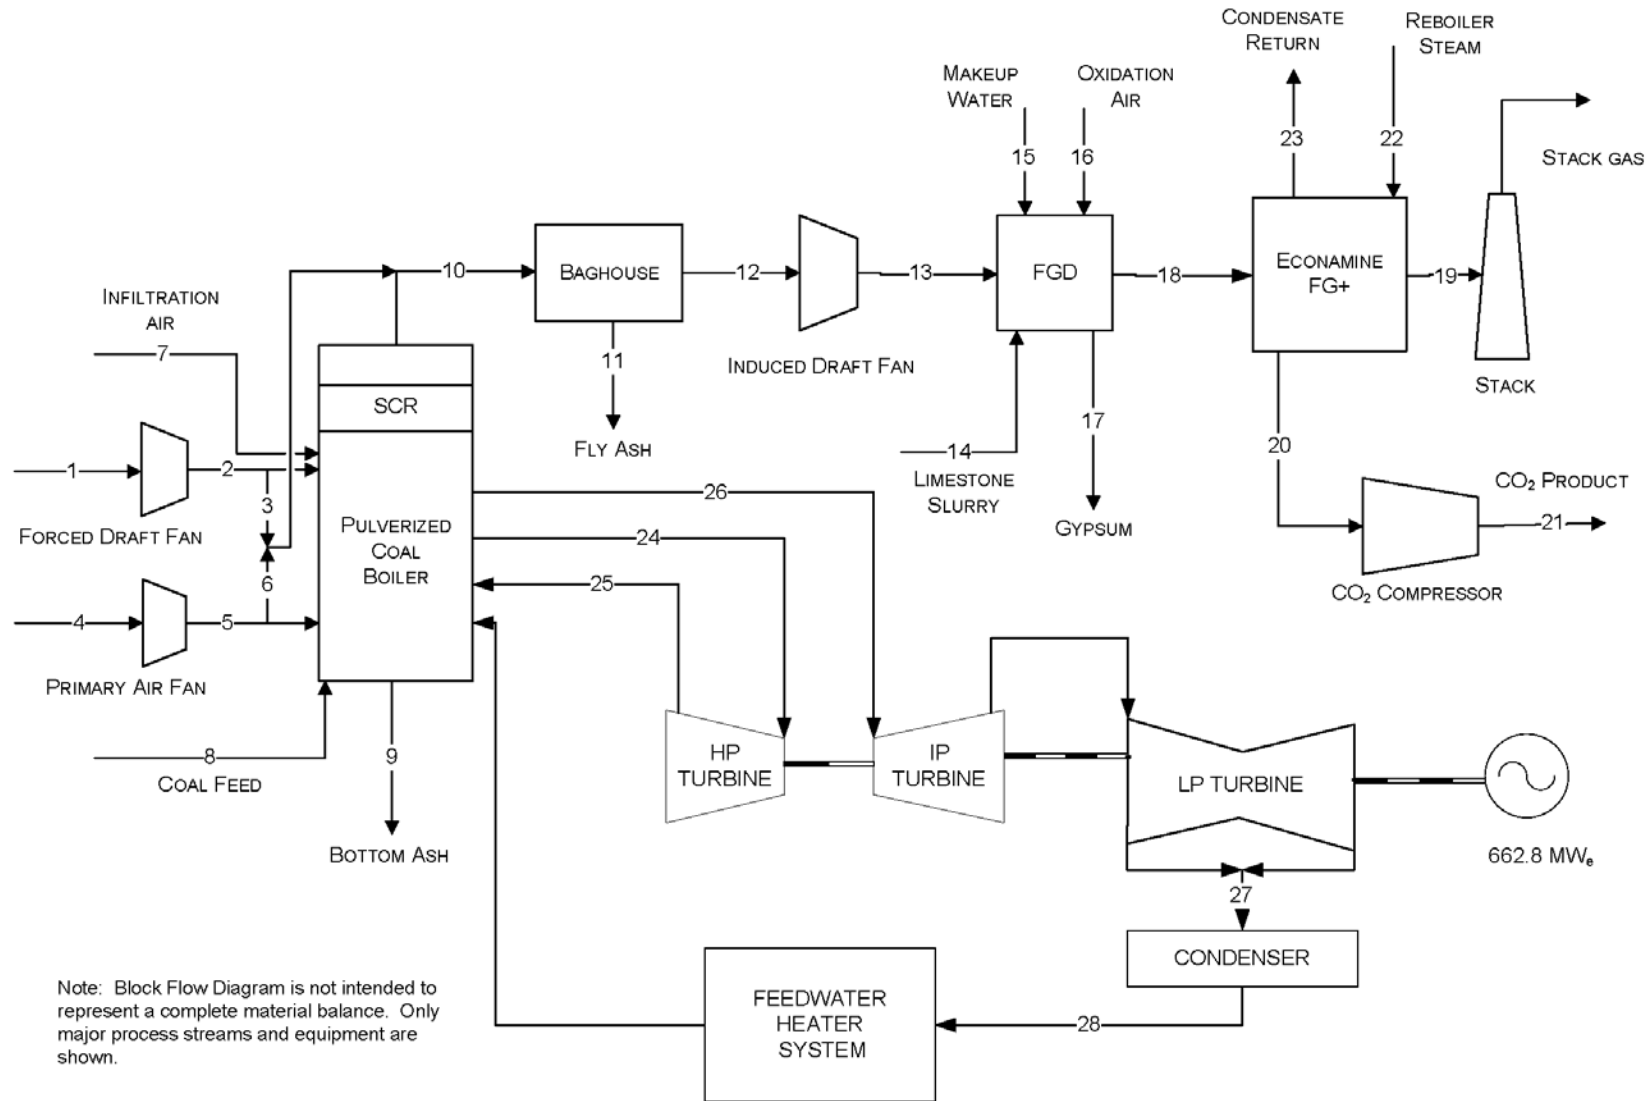 CONDENSATE
RETURN
REBOILER
STEAM
MAKEUP
WATER
OXIDATION
AIR
23
22
15
16
STACK GAS
INFILTRATION
AIR
7
10
BAGHOUSE
12
13
FGD
18
ECONAMINE
FG+
19
STACK
INDUCED DRAFT FAN
11
FLY ASH
SCR
1
2
3
FORCED DRAFT FAN
14
LIMESTONE
SLURRY
17
GYPSUM
20
CO₂ PRODUCT
21
CO₂ COMPRESSOR
PULVERIZED
COAL
BOILER
26
24
25
6
4
5
PRIMARY AIR FAN
8
COAL FEED
9
BOTTOM ASH
HP
TURBINE
IP
TURBINE
LP TURBINE
662.8 MWₑ
27
CONDENSER
28
FEEDWATER
HEATER
SYSTEM
Note: Block Flow Diagram is not intended to
represent a complete material balance. Only
major process streams and equipment are
shown.